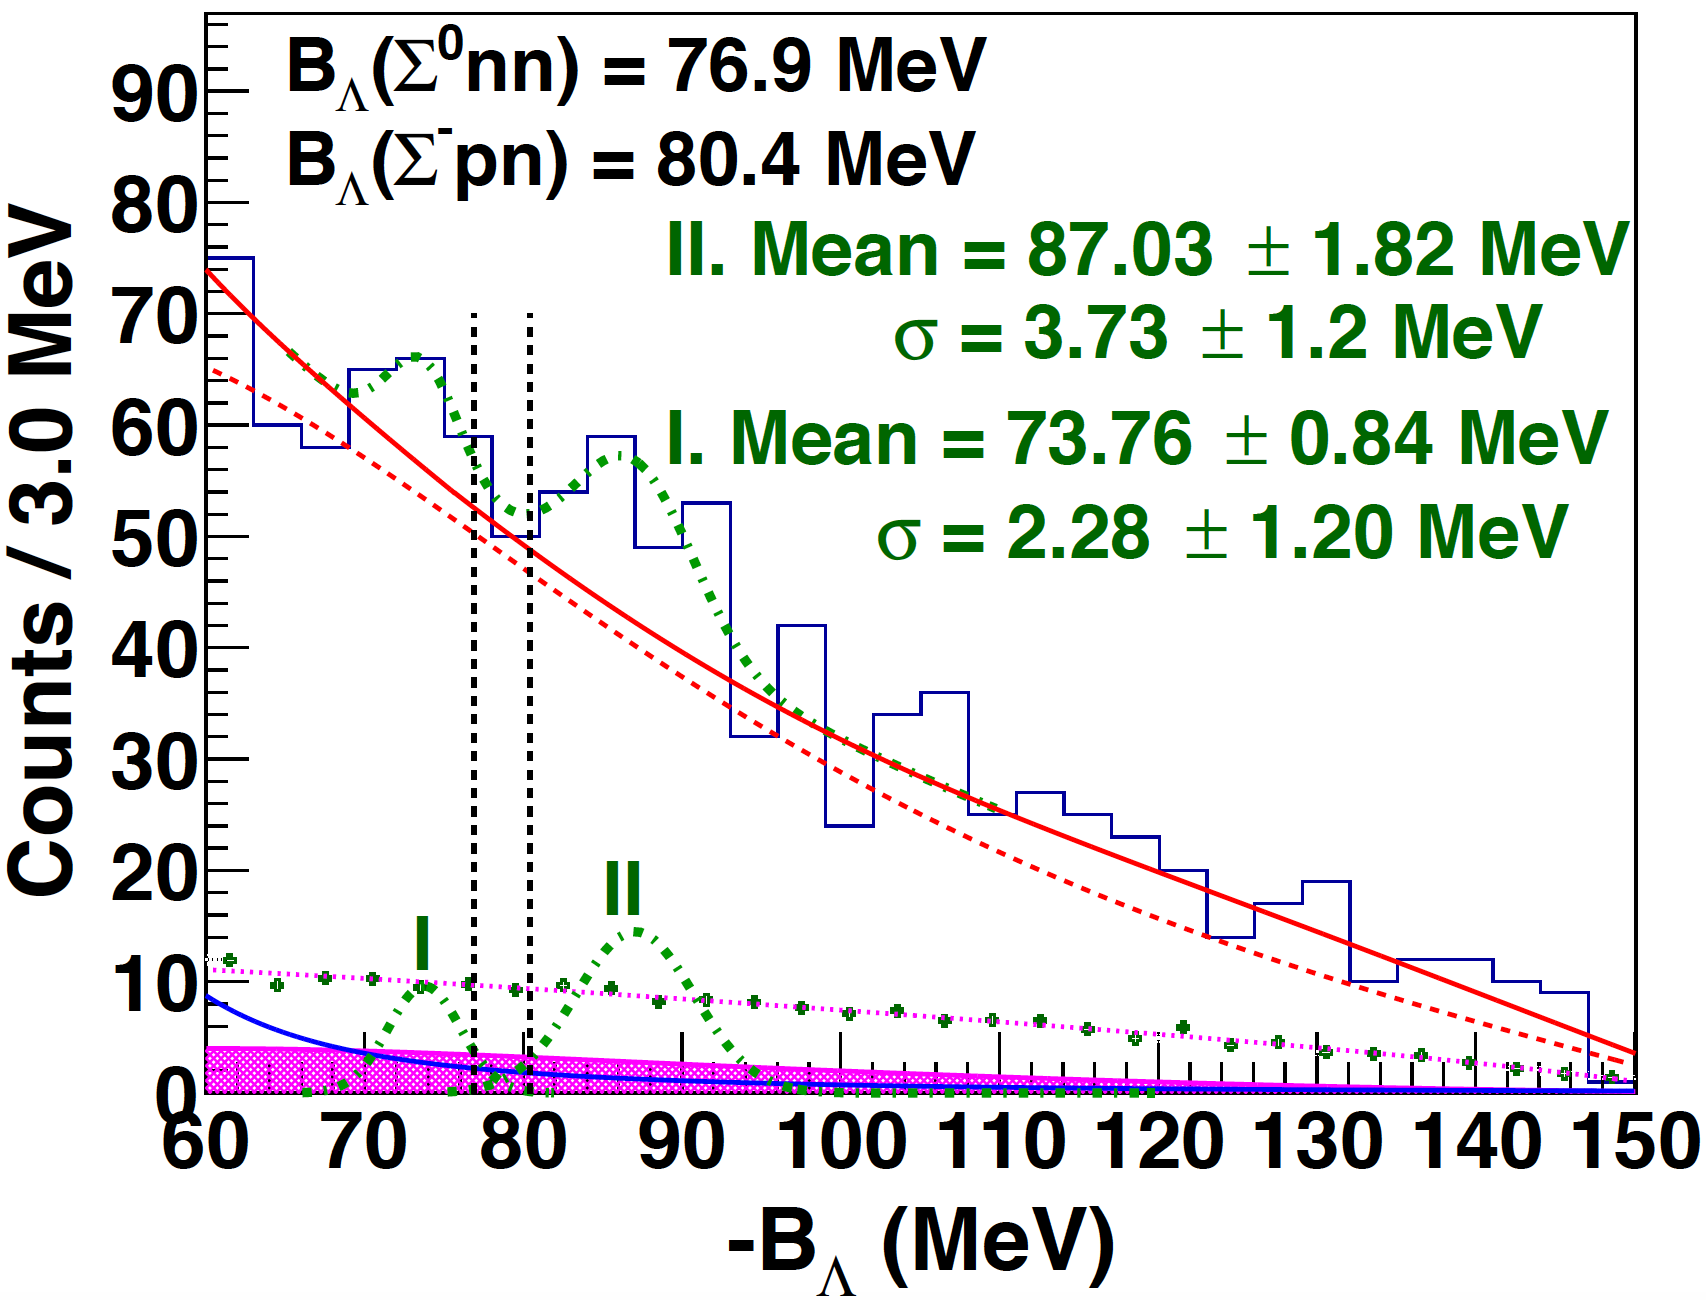 B_Λ(Σ⁰nn) = 76.9 MeV
B_Λ(Σ⁻pn) = 80.4 MeV
II. Mean = 87.03 ± 1.82 MeV
σ = 3.73 ± 1.2 MeV
I. Mean = 73.76 ± 0.84 MeV
σ = 2.28 ± 1.20 MeV
Counts / 3.0 MeV
90
80
70
60
50
40
30
20
10
0
I
II
60 70 80 90 100 110 120 130 140 150
-B_Λ (MeV)